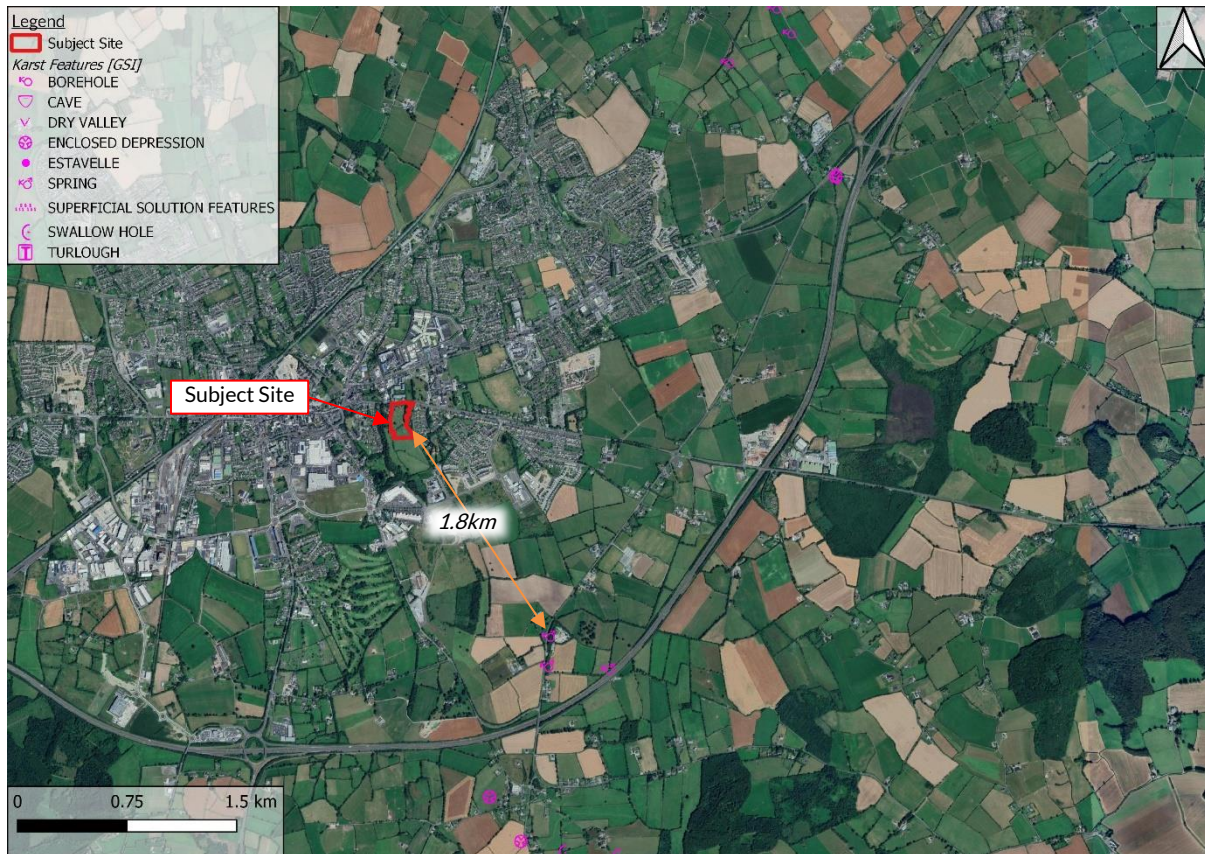 Legend
Subject Site
Karst Features [GSI]
BOREHOLE
CAVE
DRY VALLEY
ENCLOSED DEPRESSION
ESTAVELLE
SPRING
SUPERFICIAL SOLUTION FEATURES
SWALLOW HOLE
TURLOUGH
Subject Site
1.8km
0 0.75 1.5 km